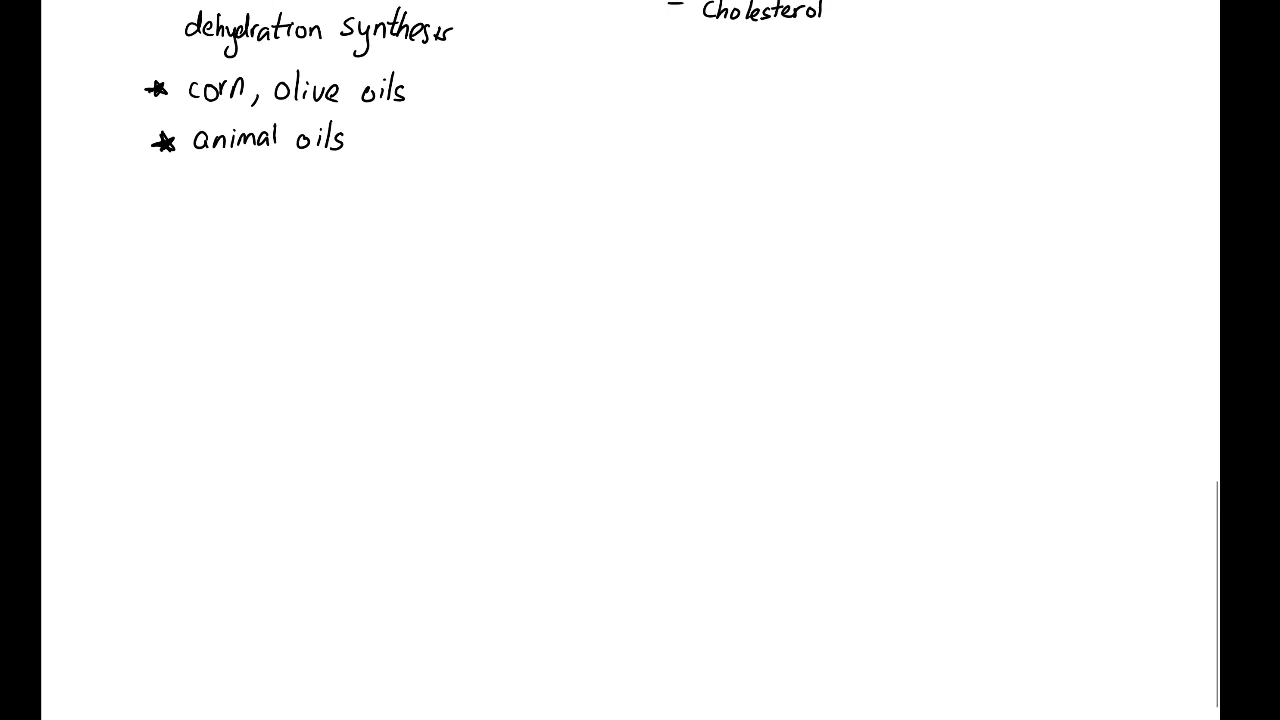 dehydration synthesis
* corn, olive oils
* animal oils
- cholesterol